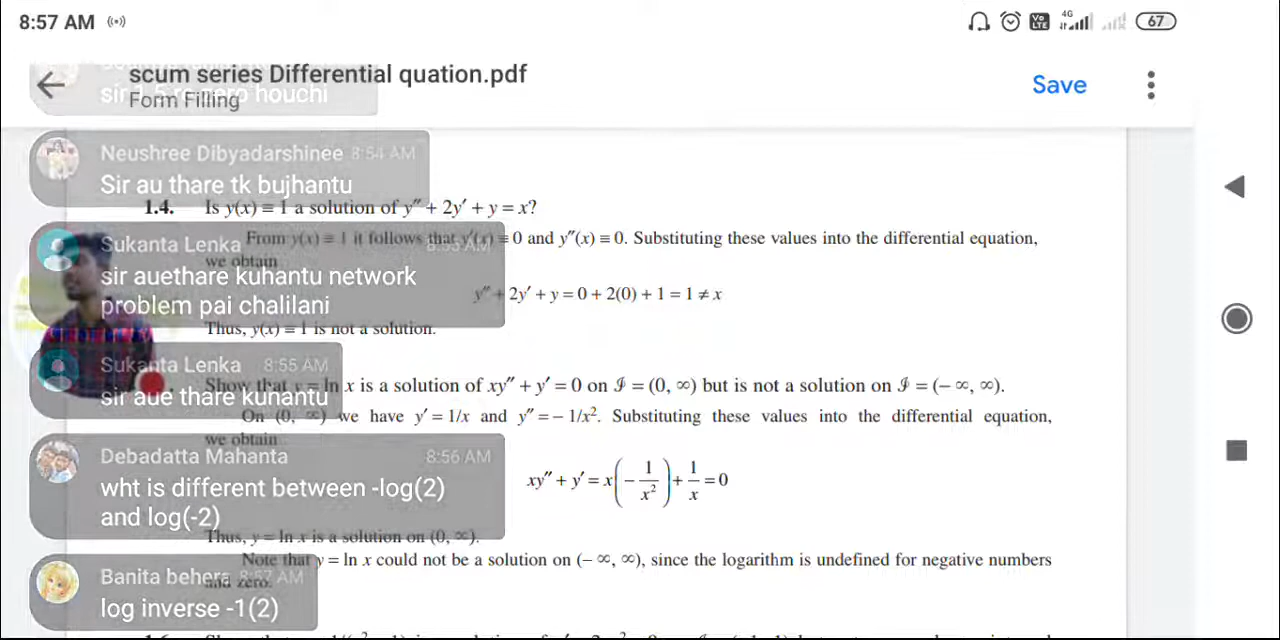 8:57 AM
4G
Vo LTE
67
scum series Differential quation.pdf
Form Filling
Save
houchi
Neushree Dibyadarshinee 8:54 AM
Sir au thare tk bujhantu
1.4. Is y(x) ≡ 1 a solution of y″ + 2y′ + y = x?
Sukanta Lenka
From y(x) ≡ 1 it follows that y′(x) ≡ 0 and y″(x) ≡ 0. Substituting these values into the differential equation,
we obtain
sir auethare kuhantu network
problem pai chalilani
y″ + 2y′ + y = 0 + 2(0) + 1 = 1 ≠ x
Thus, y(x) ≡ 1 is not a solution.
Sukanta Lenka 8:55 AM
sir aue thare kuhantu
Show that y = ln x is a solution of xy″ + y′ = 0 on ℐ = (0, ∞) but is not a solution on ℐ = (− ∞, ∞).
On (0, ∞) we have y′ = 1/x and y″ = − 1/x². Substituting these values into the differential equation,
we obtain
Debadatta Mahanta 8:56 AM
wht is different between -log(2)
and log(-2)
xy″ + y′ = x(− 1/x²) + 1/x = 0
Thus, y = ln x is a solution on (0, ∞).
Note that y = ln x could not be a solution on (− ∞, ∞), since the logarithm is undefined for negative numbers
and zero.
Banita behera 8:57 AM
log inverse -1(2)